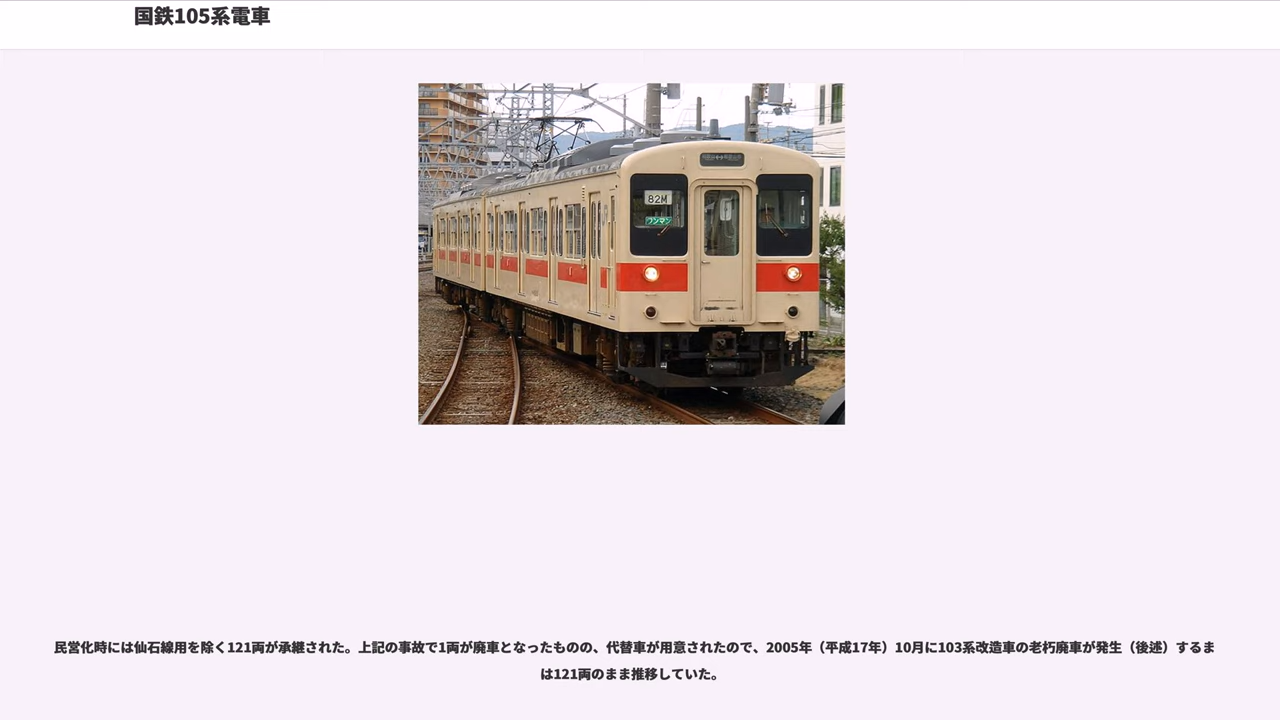 国鉄105系電車
82M
ワンマン
民営化時には仙石線用を除く121両が承継された。上記の事故で1両が廃車となったものの、代替車が用意されたので、2005年（平成17年）10月に103系改造車の老朽廃車が発生（後述）するま
は121両のまま推移していた。